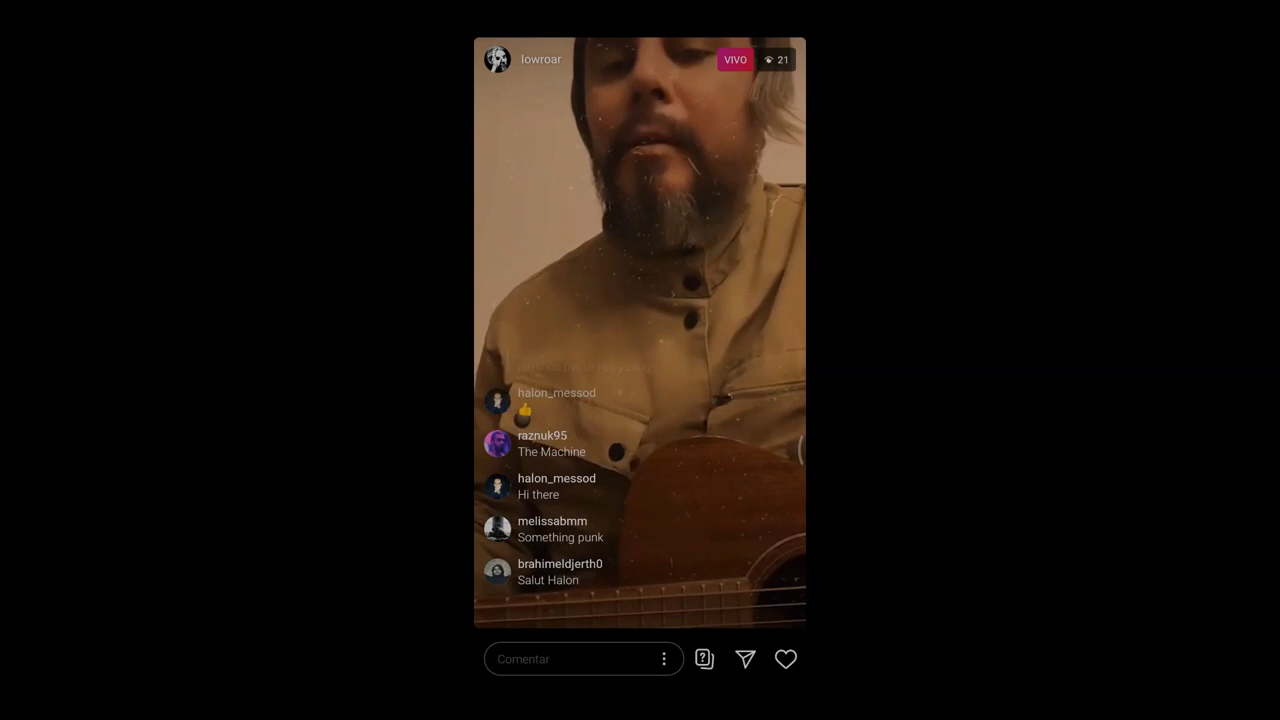 lowroar
VIVO
21
halon_messod
👍
raznuk95
The Machine
halon_messod
Hi there
melissabmm
Something punk
brahimeldjerth0
Salut Halon
Comentar